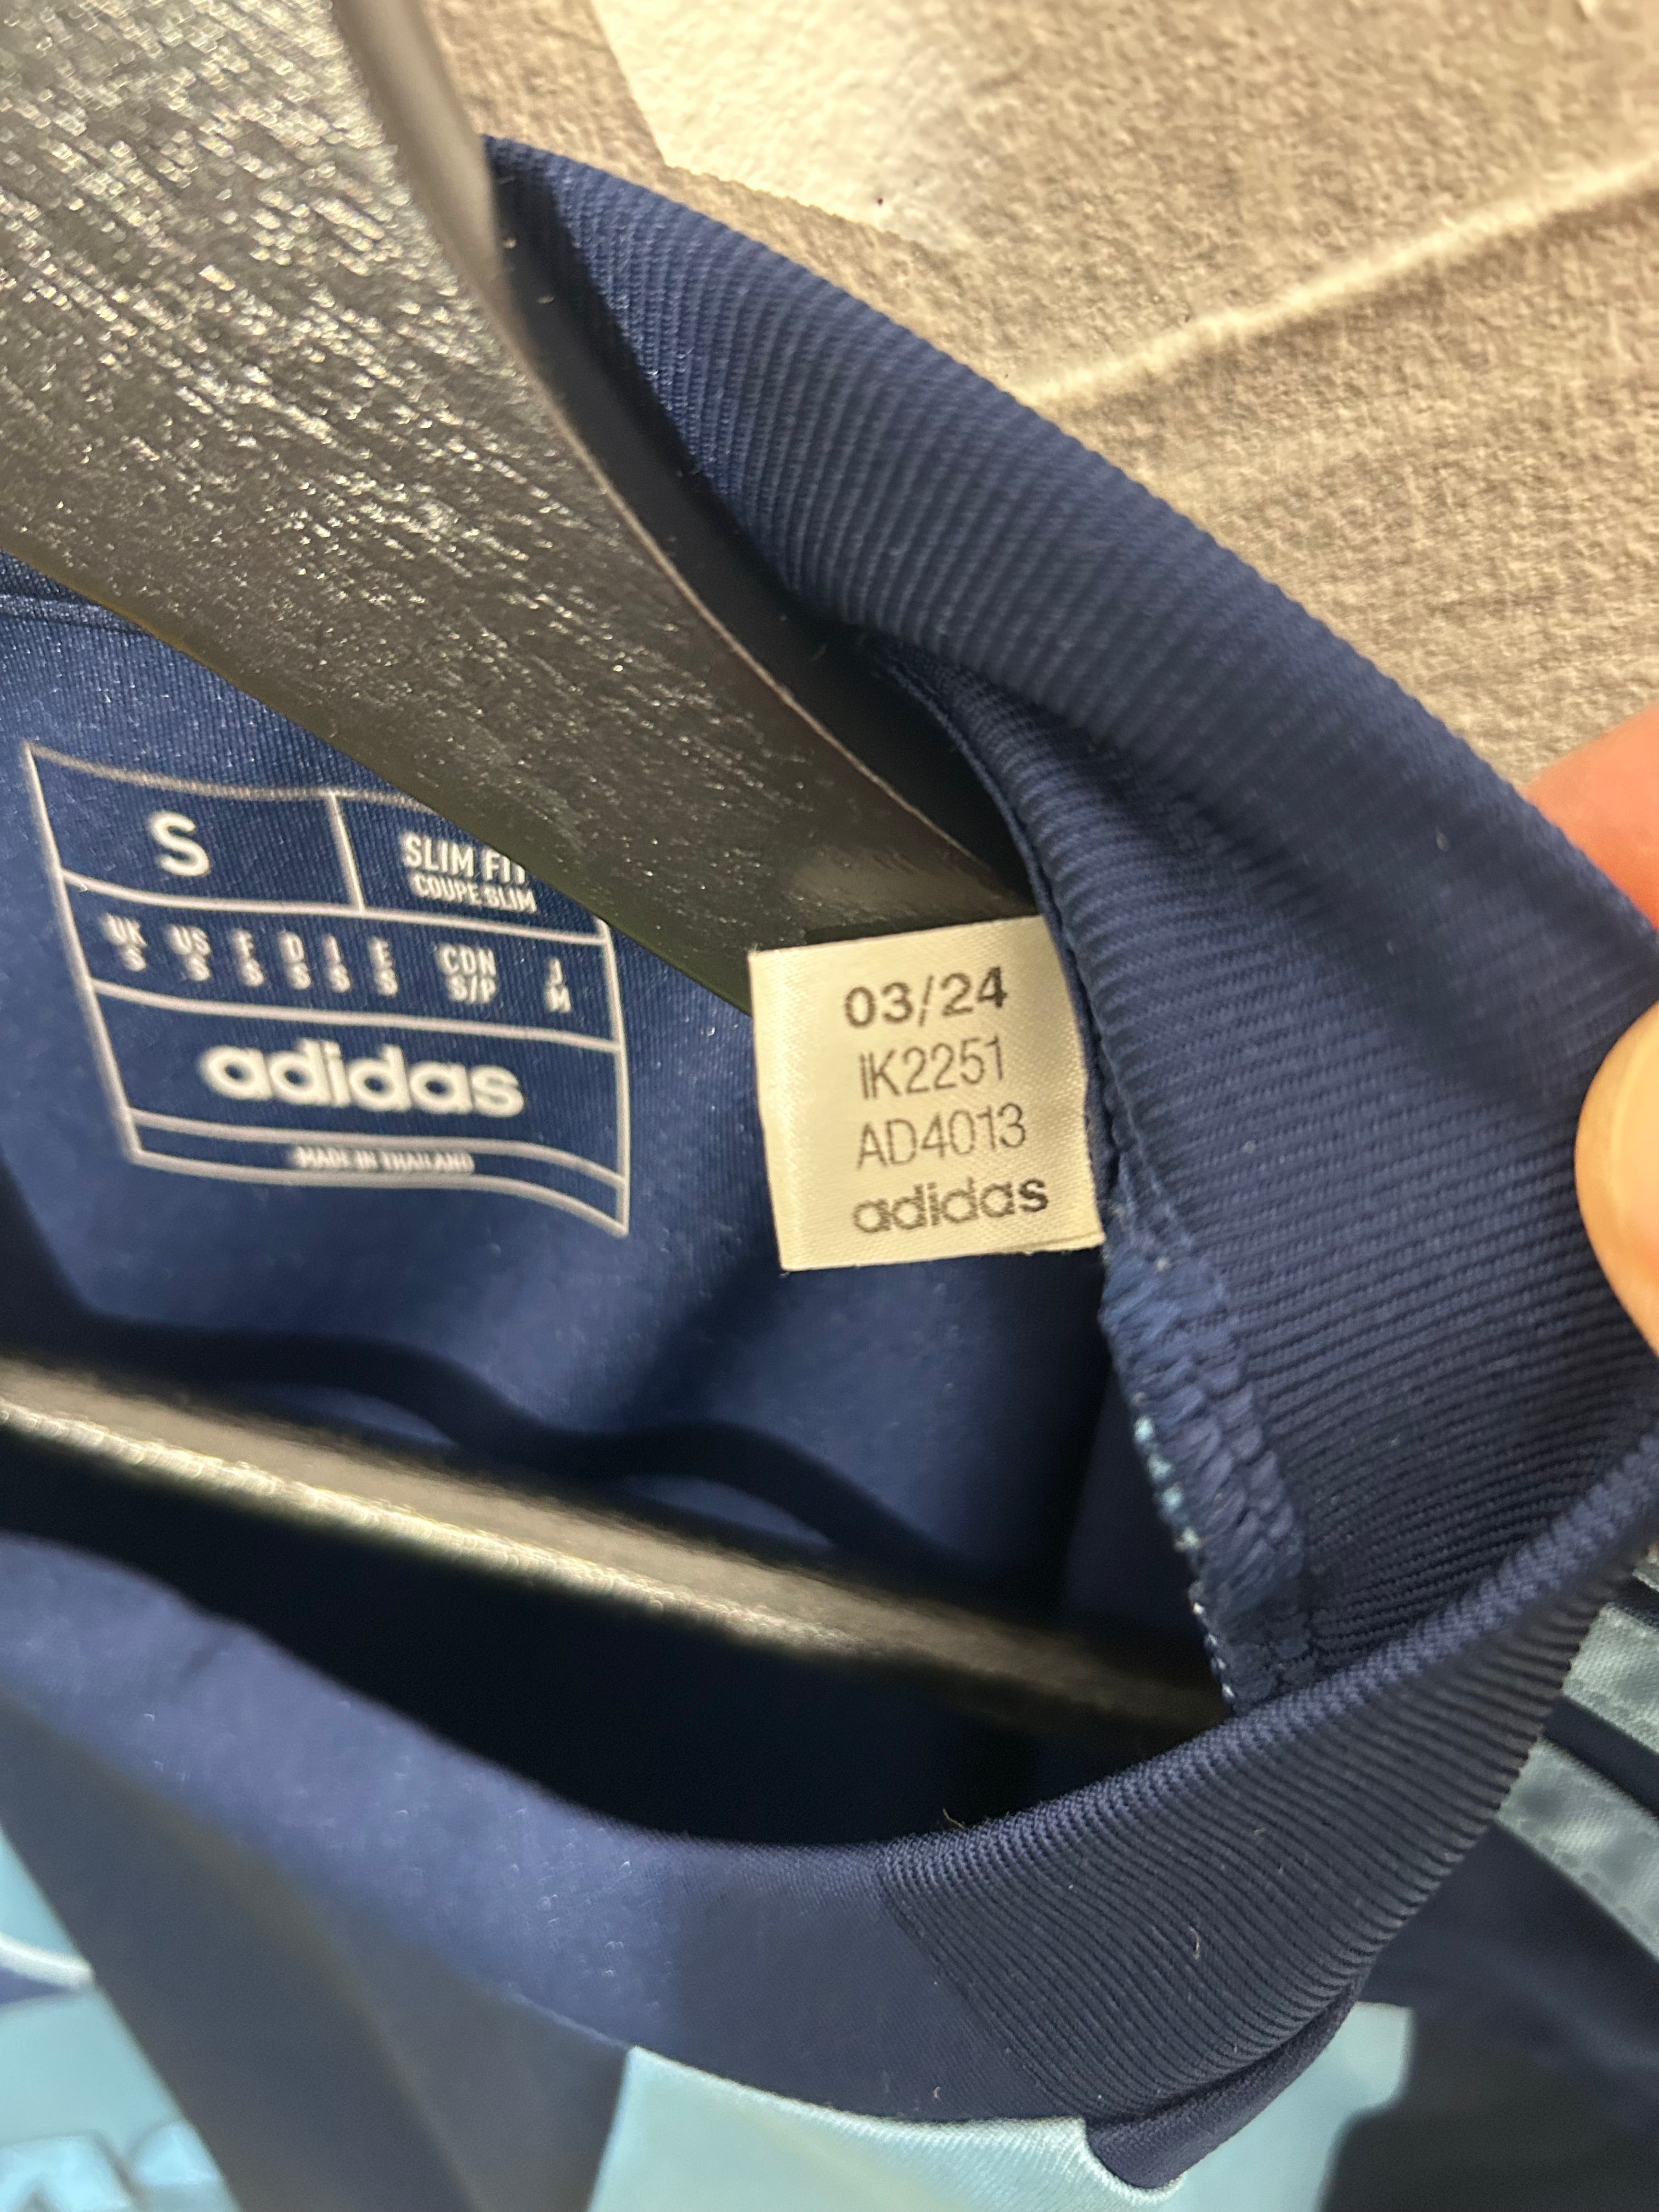 S
SLIM FIT
COUPE SLIM
UK US F D I E CDN J
S S S S S S S/P M
adidas
MADE IN THAILAND
03/24
IK2251
AD4013
adidas